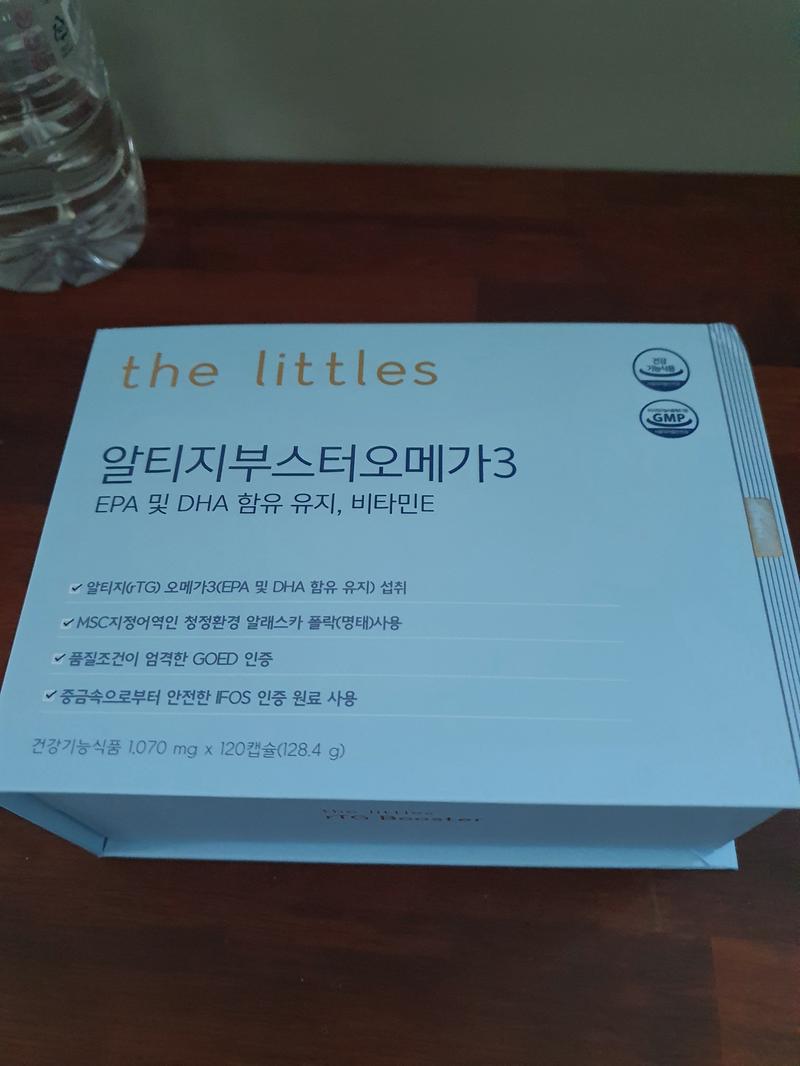 the littles
건강
기능식품
GMP
알티지부스터오메가3
EPA 및 DHA 함유 유지, 비타민E
알티지(rTG) 오메가3(EPA 및 DHA 함유 유지) 섭취
MSC지정어역인 청정환경 알래스카 폴락(명태)사용
품질조건이 엄격한 GOED 인증
중금속으로부터 안전한 IFOS 인증 원료 사용
건강기능식품 1,070 mg x 120캡슐(128.4 g)
the littles
rTG Booster